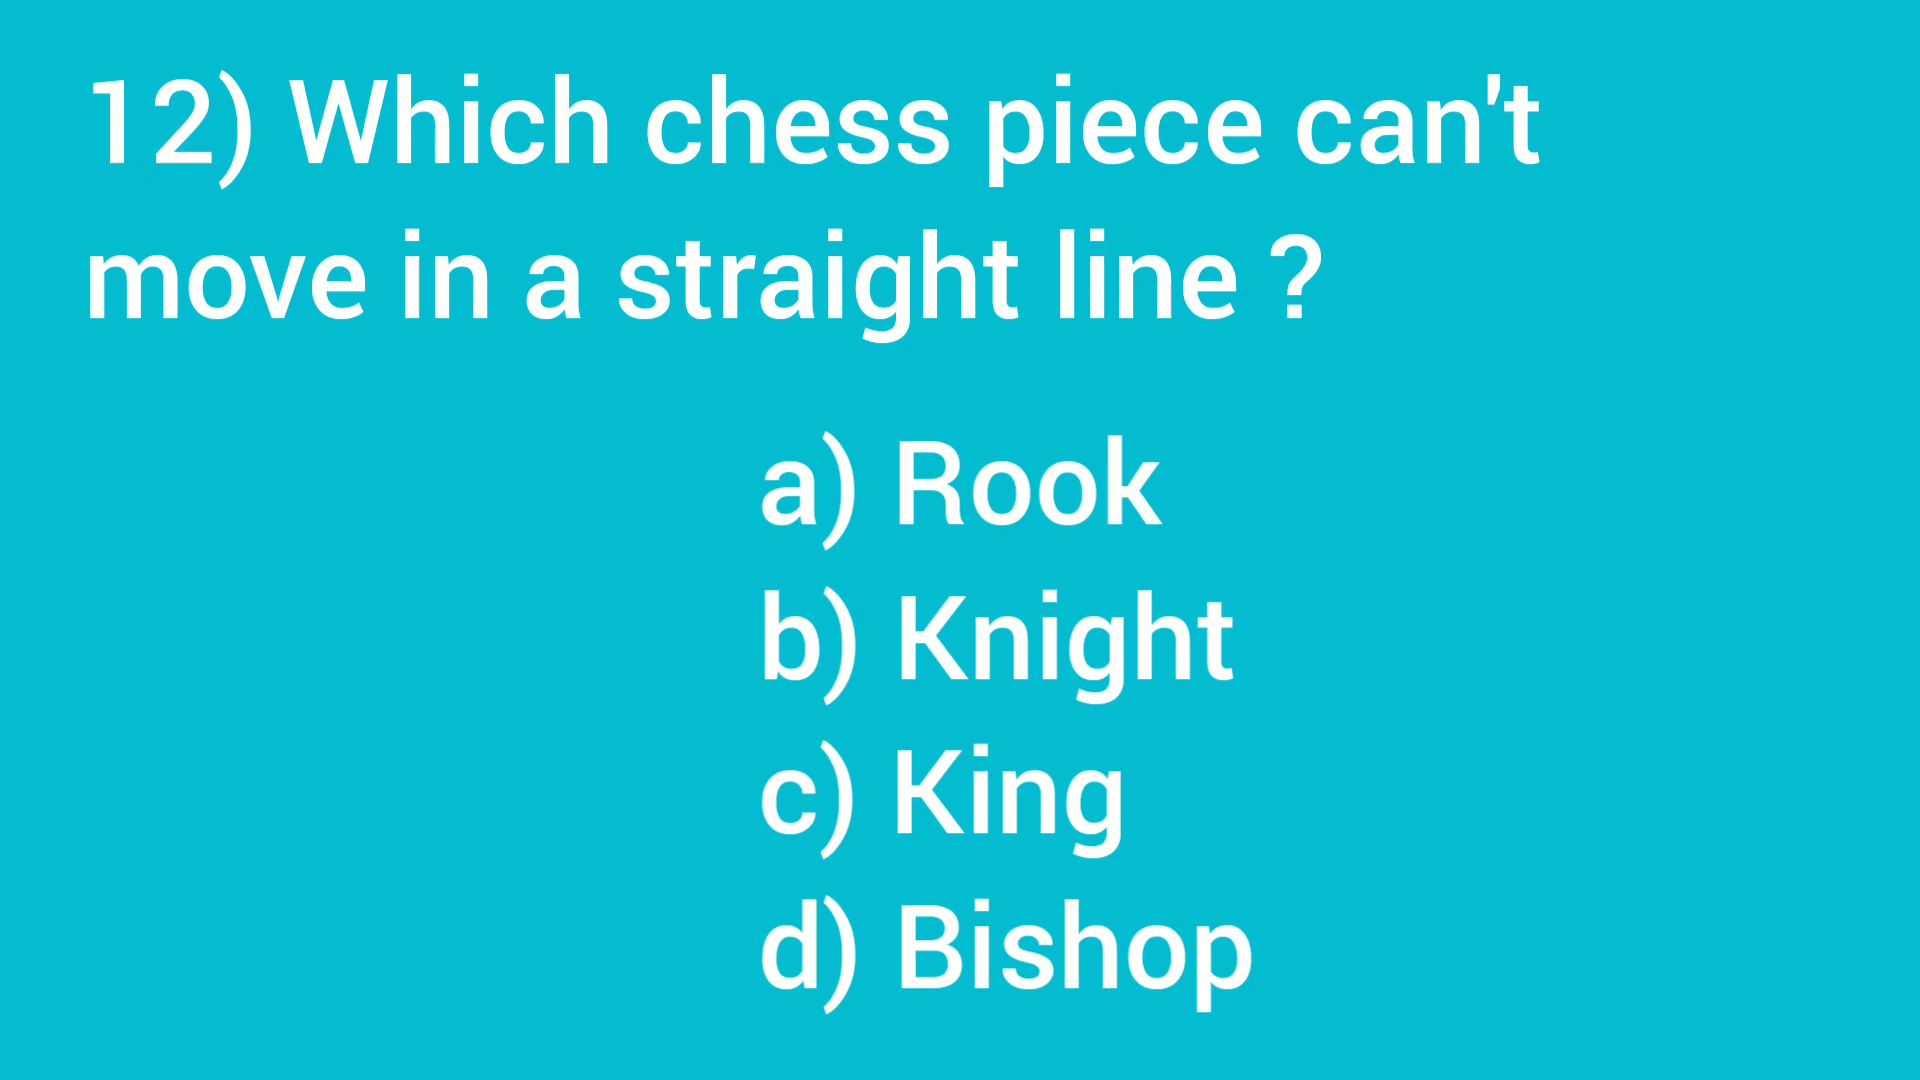 12) Which chess piece can't
move in a straight line ?
a) Rook
b) Knight
c) King
d) Bishop